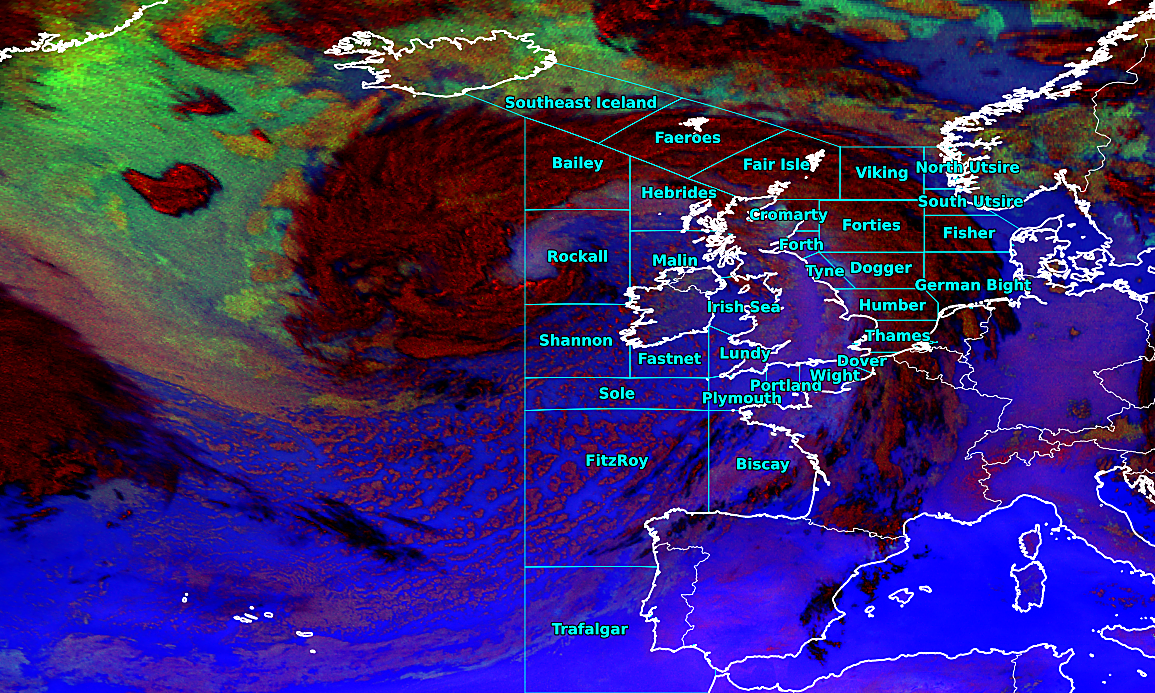 Southeast Iceland
Faeroes
Bailey
Fair Isle
Viking
North Utsire
Hebrides
South Utsire
Cromarty
Forties
Fisher
Forth
Rockall
Malin
Tyne
Dogger
German Bight
Irish Sea
Humber
Shannon
Thames
Fastnet
Lundy
Dover
Wight
Portland
Sole
Plymouth
FitzRoy
Biscay
Trafalgar